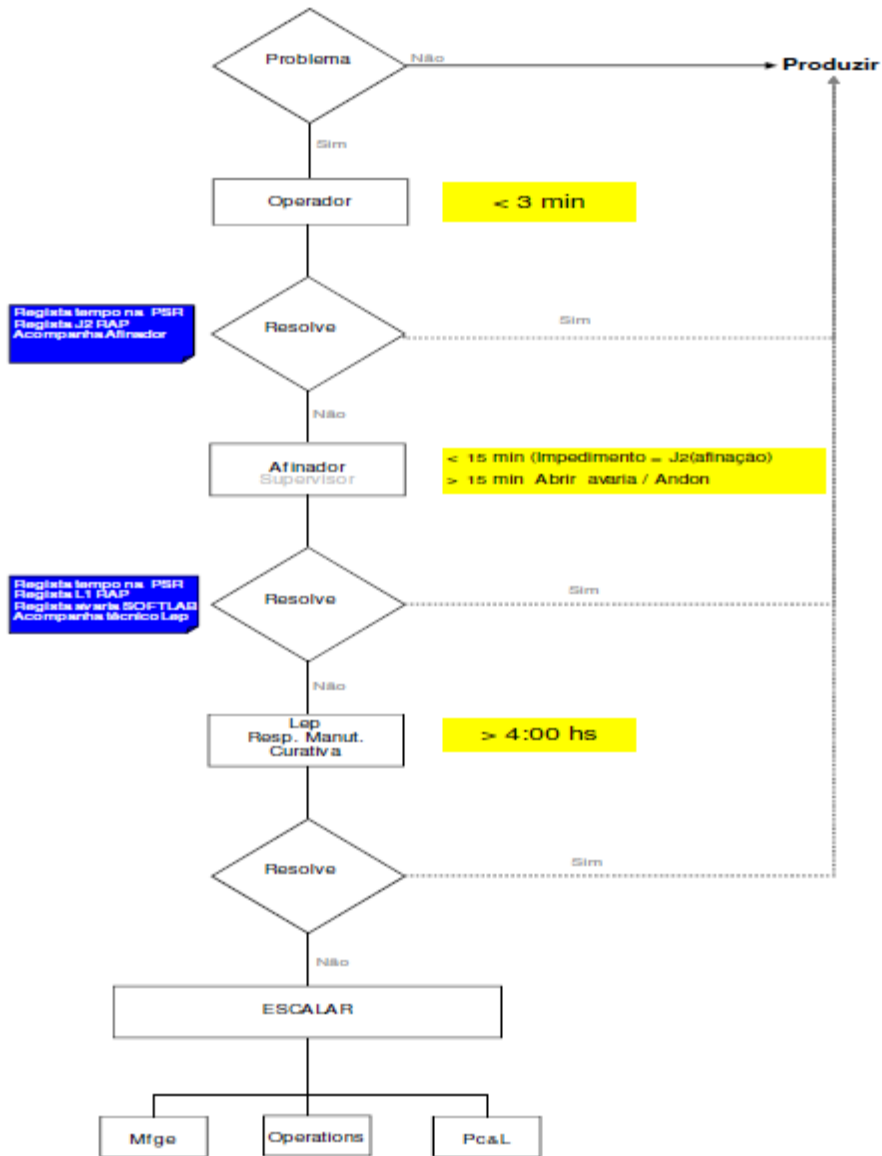 Problema
Não
Produzir
Sim
Operador
< 3 min
Regista tempo na PSR
Regista J2 RAP
Acompanha Afinador
Resolve
Sim
Não
Afinador
Supervisor
< 15 min (Impedimento = J2(afinação)
> 15 min Abrir avaria / Andon
Regista tempo na PSR
Regista L1 RAP
Regista avaria SOFTLAB
Acompanha técnico Lep
Resolve
Sim
Não
Lep
Resp. Manut.
Curativa
> 4:00 hs
Resolve
Sim
Não
ESCALAR
Mfge
Operations
Pc&L